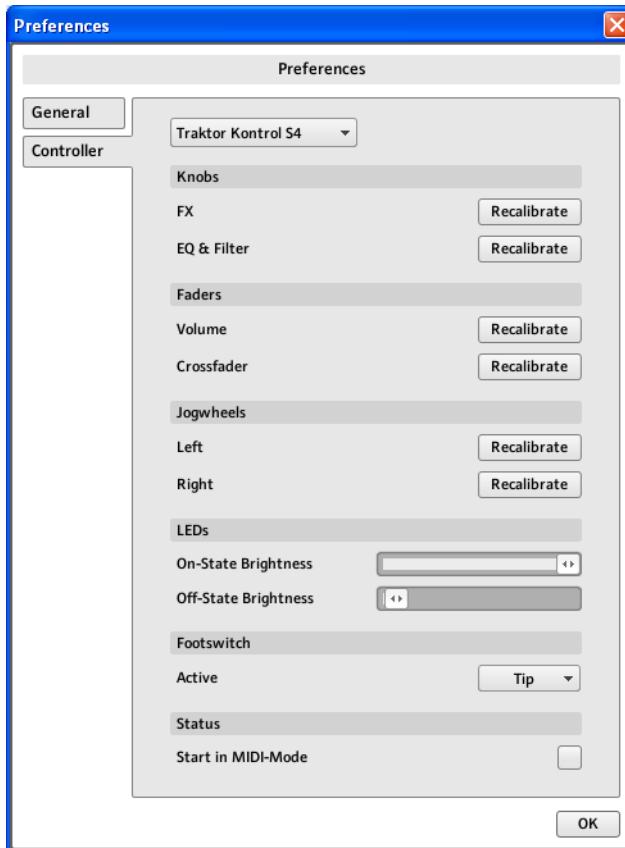 Preferences
Preferences
General
Controller
Traktor Kontrol S4
Knobs
FX Recalibrate
EQ & Filter Recalibrate
Faders
Volume Recalibrate
Crossfader Recalibrate
Jogwheels
Left Recalibrate
Right Recalibrate
LEDs
On-State Brightness
Off-State Brightness
Footswitch
Active Tip
Status
Start in MIDI-Mode
OK